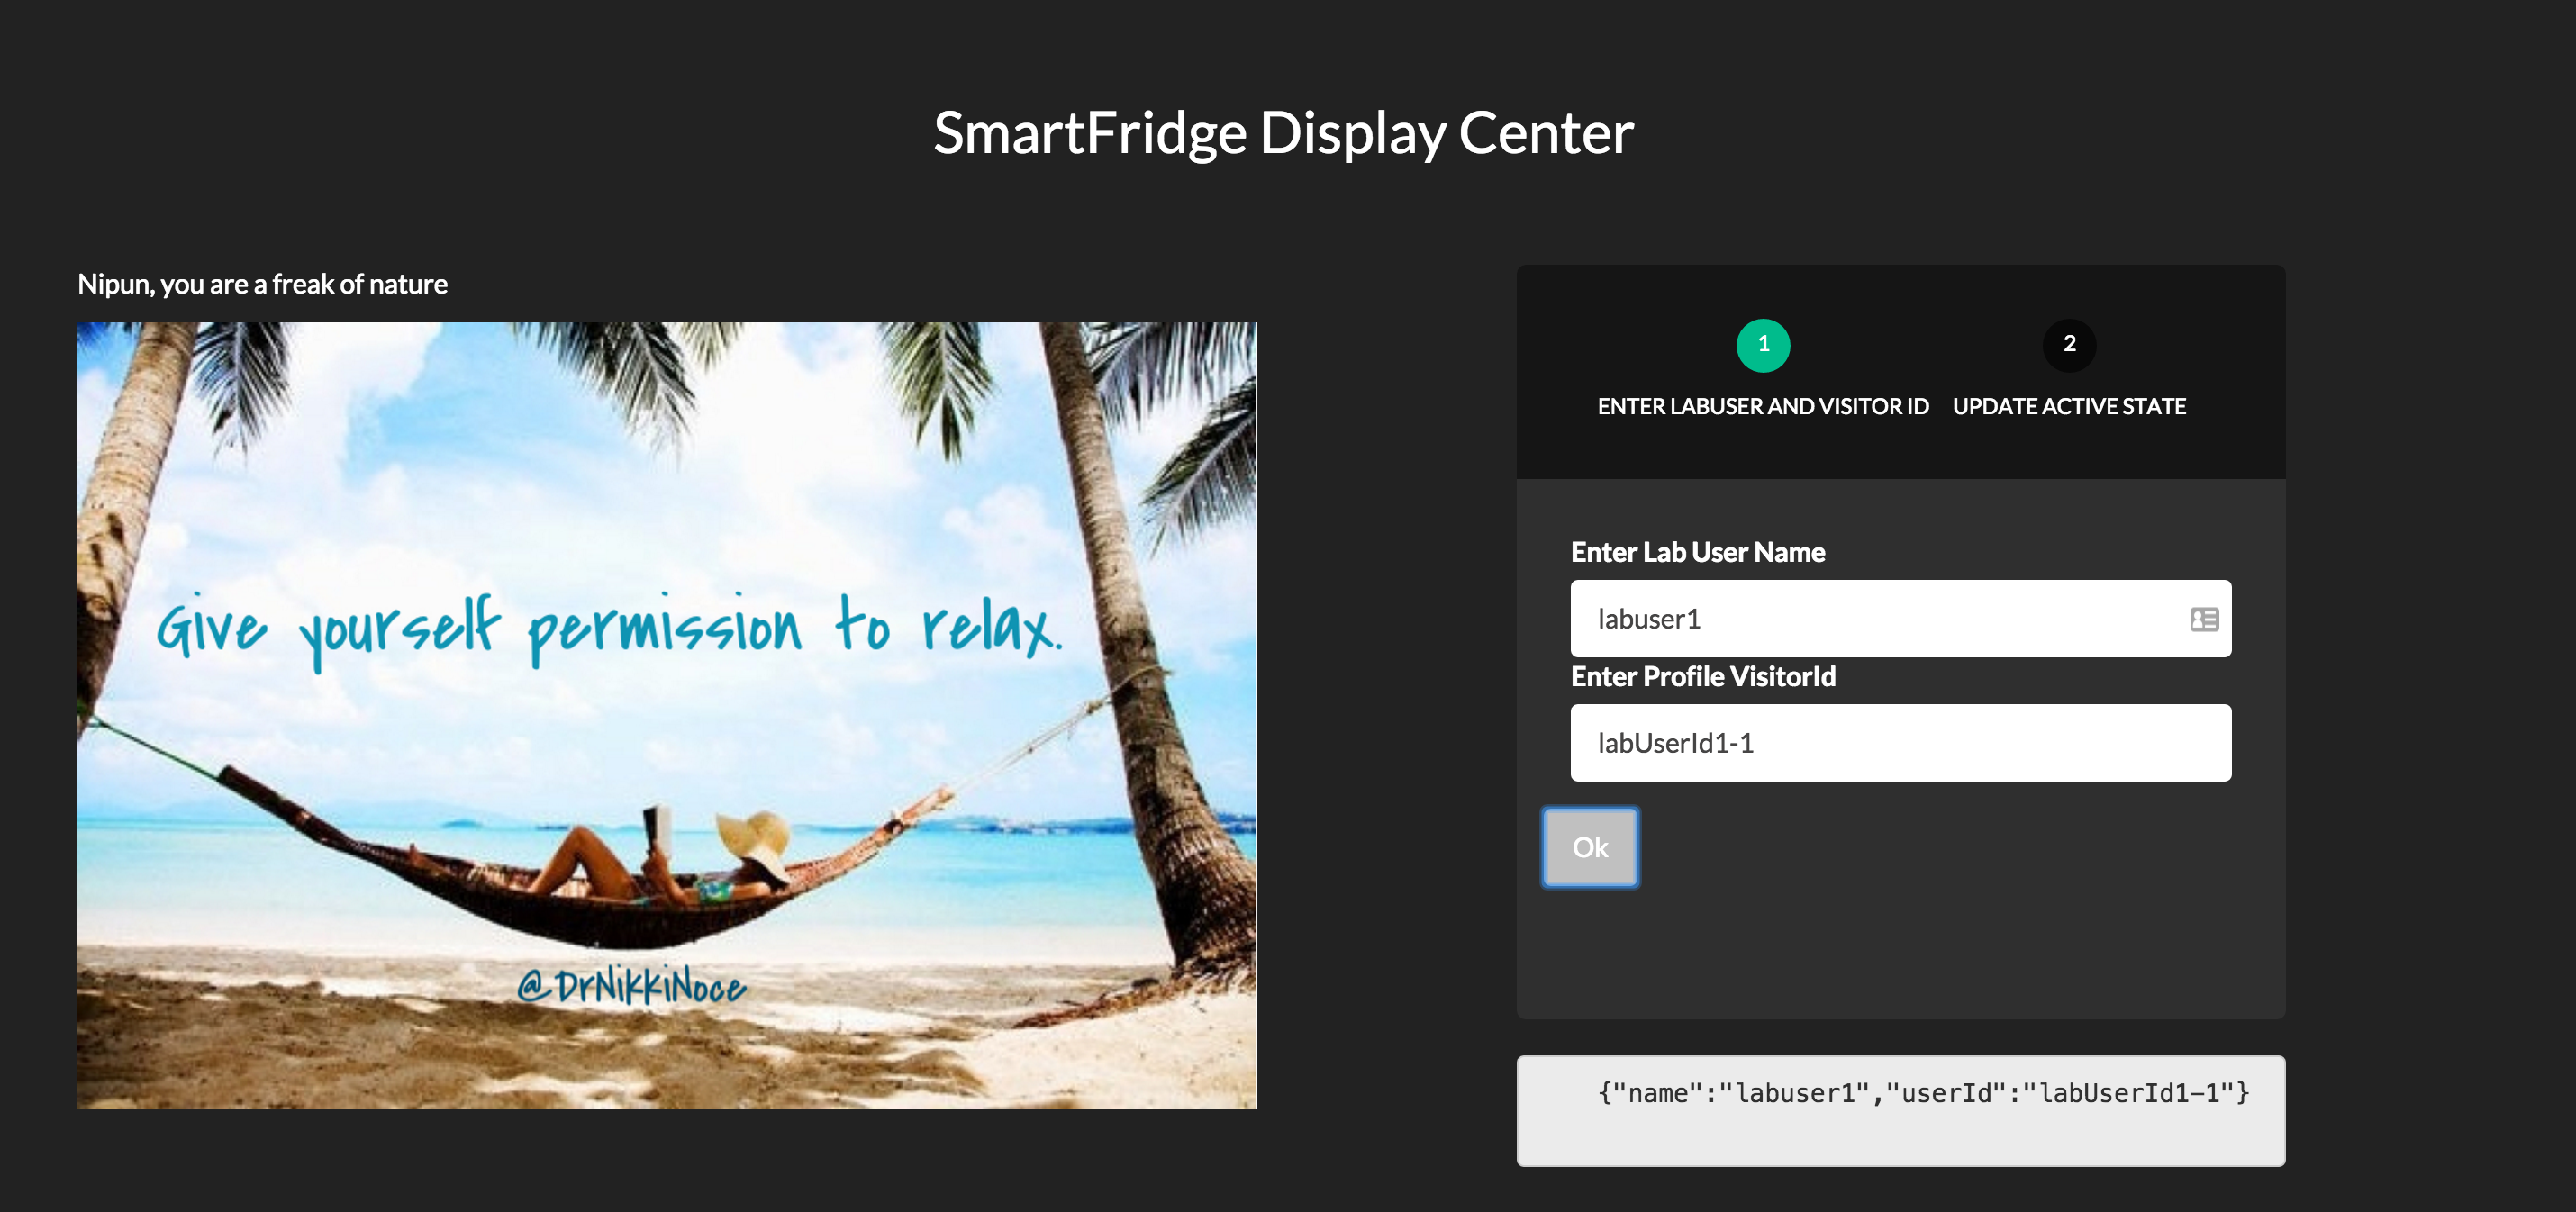 SmartFridge Display Center
Nipun, you are a freak of nature
Give yourself permission to relax.
@DrNikkiNoce
1
2
ENTER LABUSER AND VISITOR ID
UPDATE ACTIVE STATE
Enter Lab User Name
labuser1
Enter Profile VisitorId
labUserId1-1
Ok
{"name":"labuser1","userId":"labUserId1-1"}